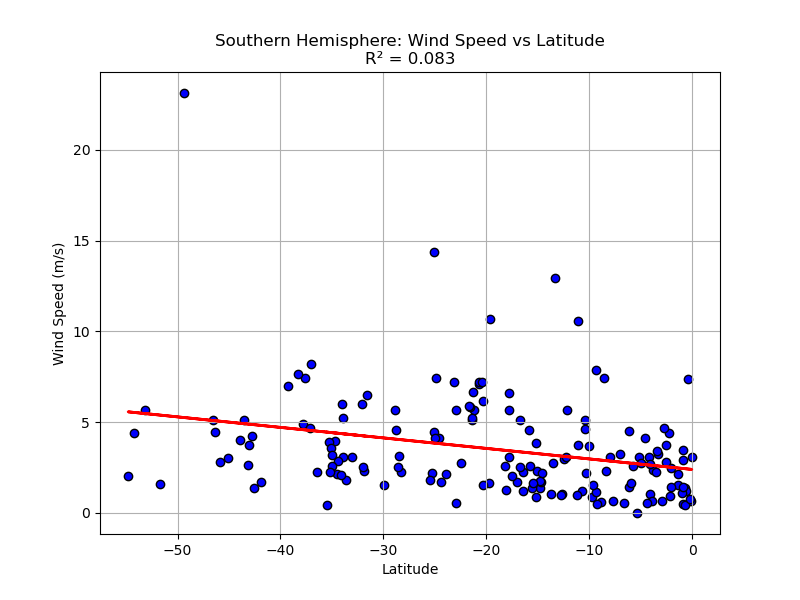 Southern Hemisphere: Wind Speed vs Latitude
R² = 0.083
Wind Speed (m/s)
20
15
10
5
0
−50
−40
−30
−20
−10
0
Latitude